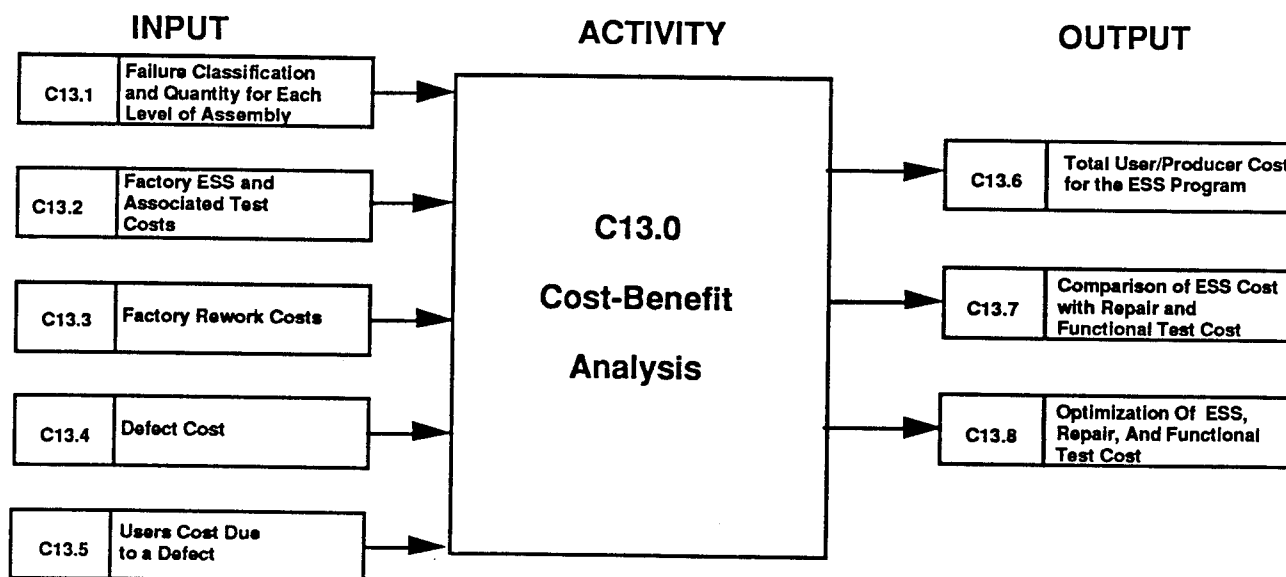 INPUT
ACTIVITY
OUTPUT
C13.1
Failure Classification
and Quantity for Each
Level of Assembly
C13.2
Factory ESS and
Associated Test
Costs
C13.3
Factory Rework Costs
C13.4
Defect Cost
C13.5
Users Cost Due
to a Defect
C13.0
Cost-Benefit
Analysis
C13.6
Total User/Producer Cost
for the ESS Program
C13.7
Comparison of ESS Cost
with Repair and
Functional Test Cost
C13.8
Optimization Of ESS,
Repair, And Functional
Test Cost